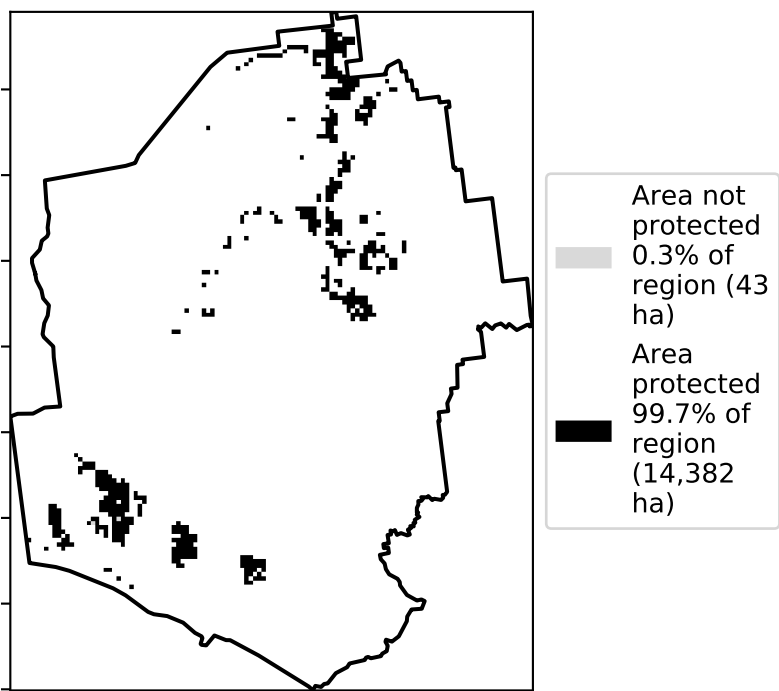 Area not
protected
0.3% of
region (43
ha)
Area
protected
99.7% of
region
(14,382
ha)